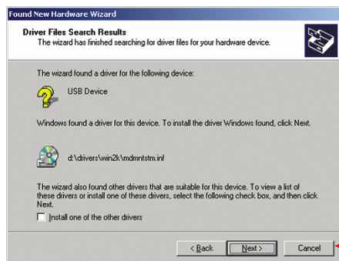 Found New Hardware Wizard
Driver Files Search Results
The wizard has finished searching for driver files for your hardware device.
The wizard found a driver for the following device:
USB Device
Windows found a driver for this device. To install the driver Windows found, click Next.
d:\drivers\win2k\mdmntstm.inf
The wizard also found other drivers that are suitable for this device. To view a list of
these drivers or install one of these drivers, select the following check box, and then click
Next.
Install one of the other drivers
< Back
Next >
Cancel